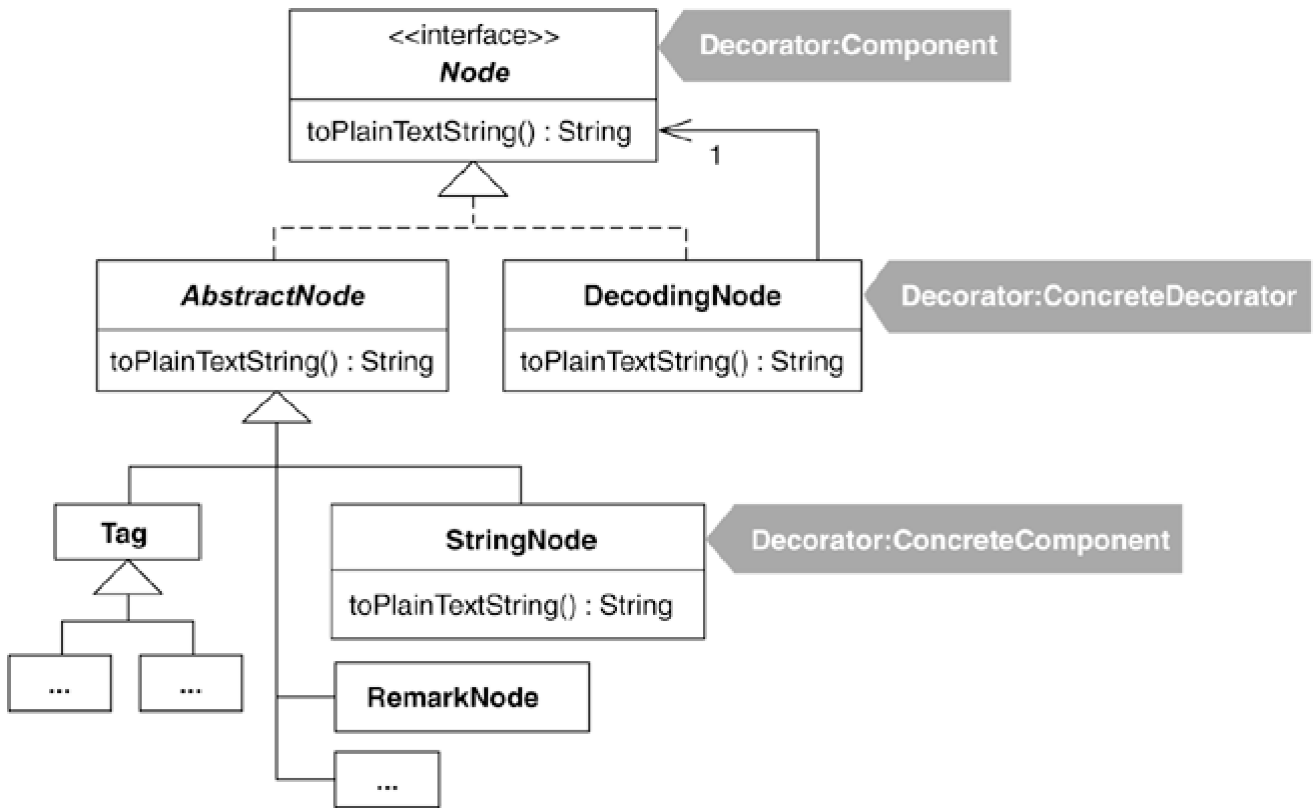 <<interface>>
Node
Decorator:Component
toPlainTextString() : String
1
AbstractNode
DecodingNode
Decorator:ConcreteDecorator
toPlainTextString() : String
toPlainTextString() : String
Tag
StringNode
Decorator:ConcreteComponent
toPlainTextString() : String
...
...
RemarkNode
...